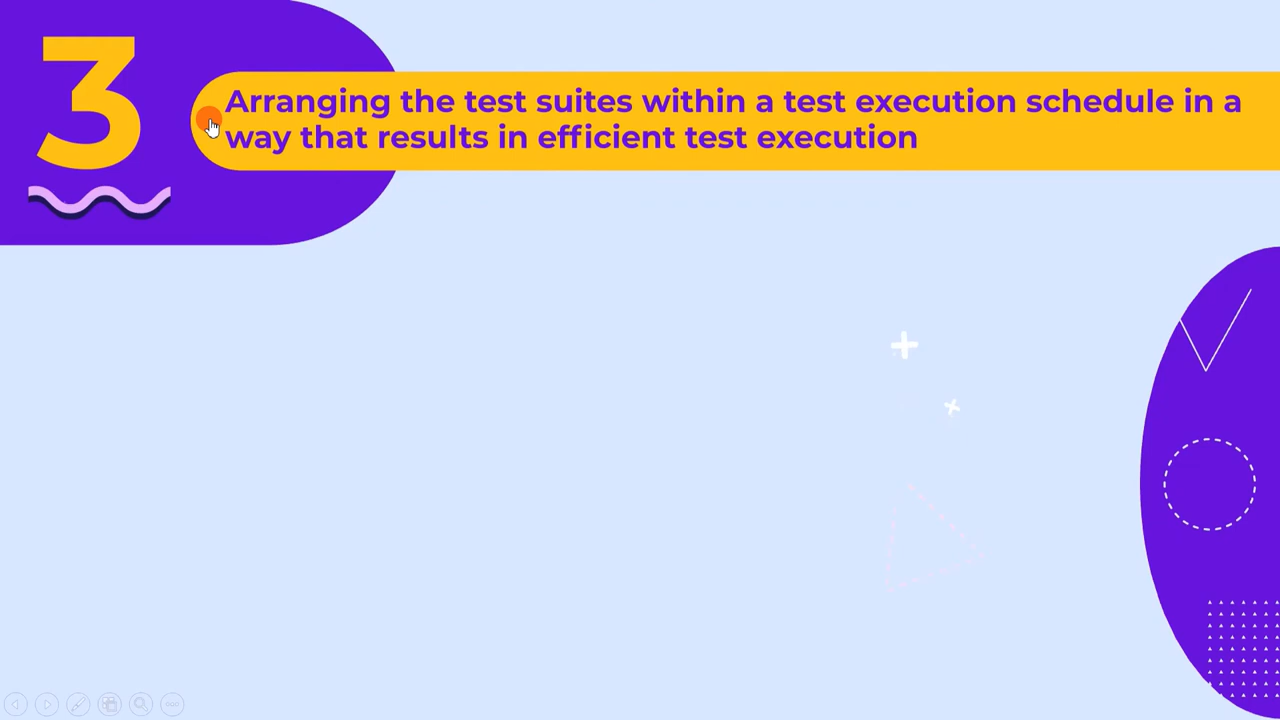 3
Arranging the test suites within a test execution schedule in a
way that results in efficient test execution